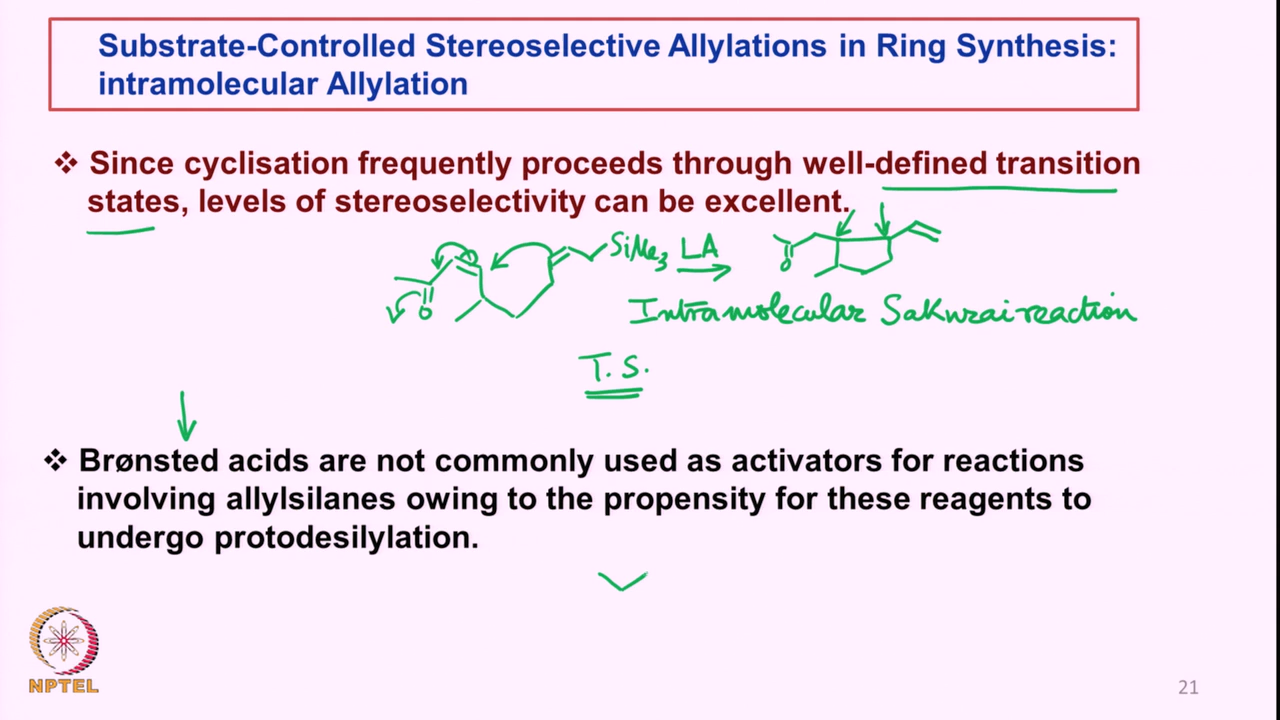 Substrate-Controlled Stereoselective Allylations in Ring Synthesis:
intramolecular Allylation
❖ Since cyclisation frequently proceeds through well-defined transition
states, levels of stereoselectivity can be excellent.
SiMe3 LA
O O
Intramolecular Sakurai reaction
T.S.
❖ Brønsted acids are not commonly used as activators for reactions
involving allylsilanes owing to the propensity for these reagents to
undergo protodesilylation.
NPTEL
21